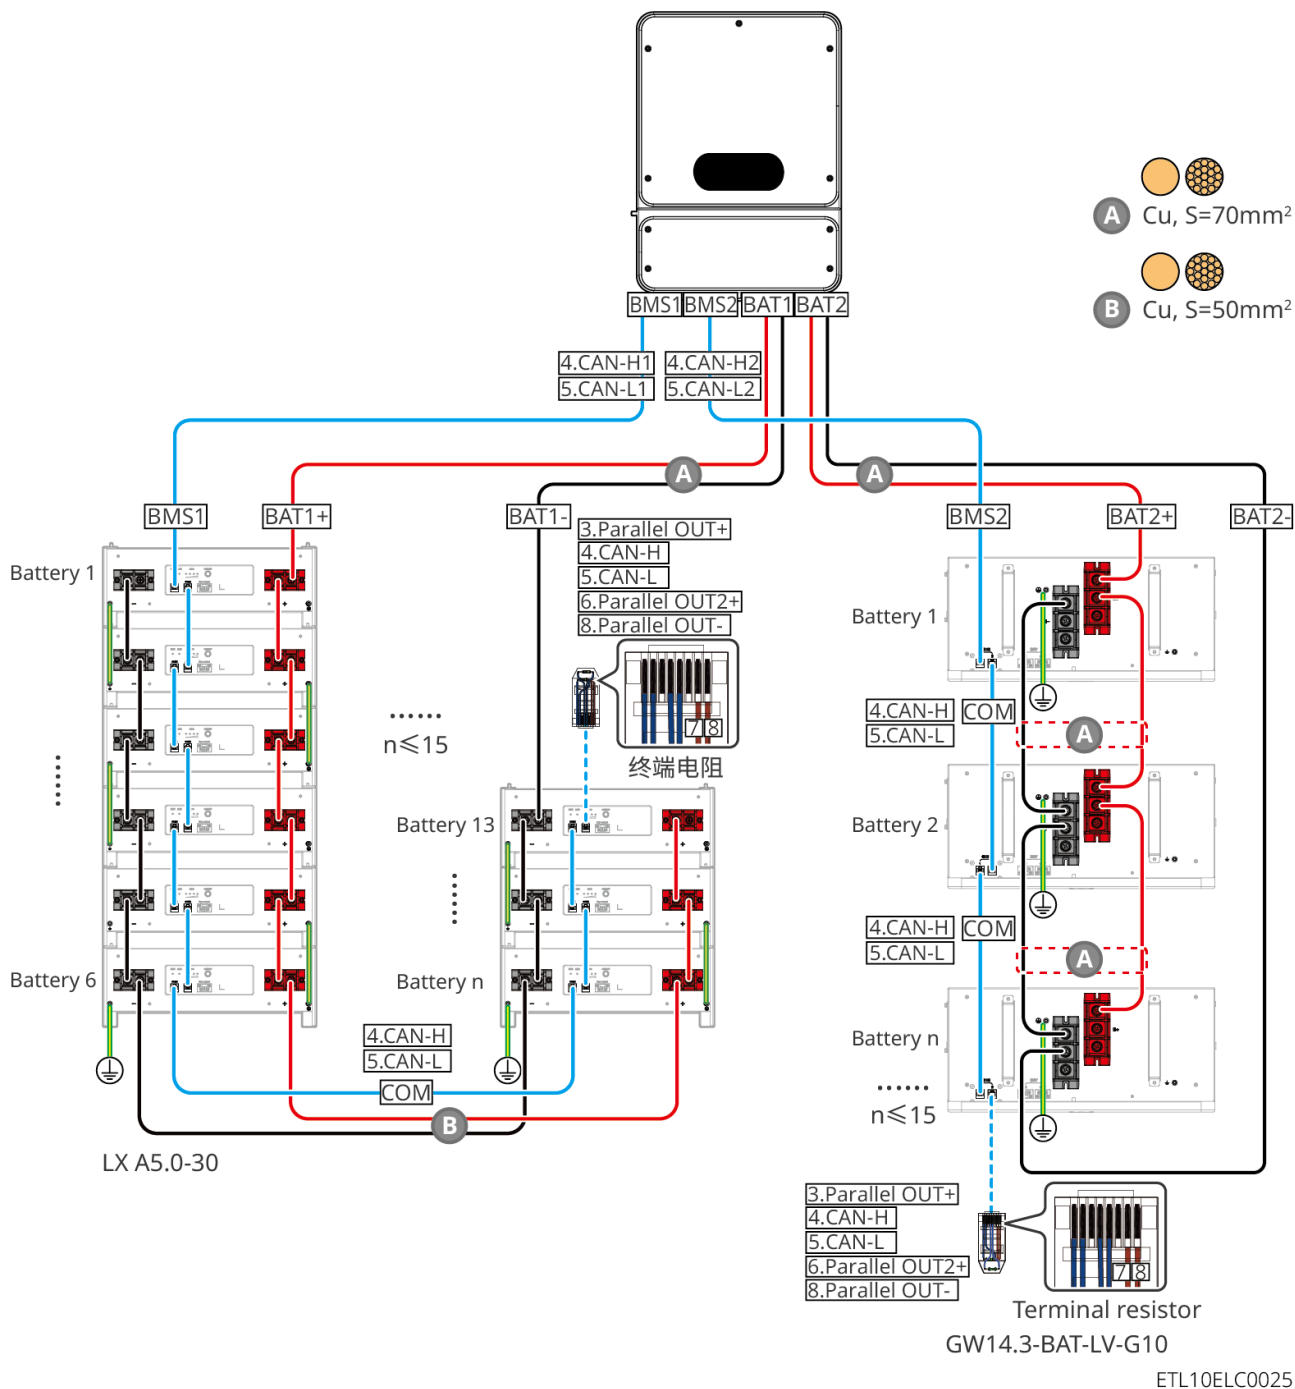 A Cu, S=70mm²
B Cu, S=50mm²
BMS1 BMS2 BAT1 BAT2
4.CAN-H1 4.CAN-H2
5.CAN-L1 5.CAN-L2
A A
BMS1 BAT1+ BAT1- BMS2 BAT2+ BAT2-
3.Parallel OUT+
4.CAN-H
5.CAN-L
6.Parallel OUT2+
8.Parallel OUT-
7 8
终端电阻
Battery 1
n≤15
Battery 13
Battery 6
Battery n
4.CAN-H
5.CAN-L
COM
B
LX A5.0-30
Battery 1
4.CAN-H COM
5.CAN-L
A
Battery 2
4.CAN-H COM
5.CAN-L
A
Battery n
n≤15
3.Parallel OUT+
4.CAN-H
5.CAN-L
6.Parallel OUT2+
8.Parallel OUT-
7 8
Terminal resistor
GW14.3-BAT-LV-G10
ETL10ELC0025